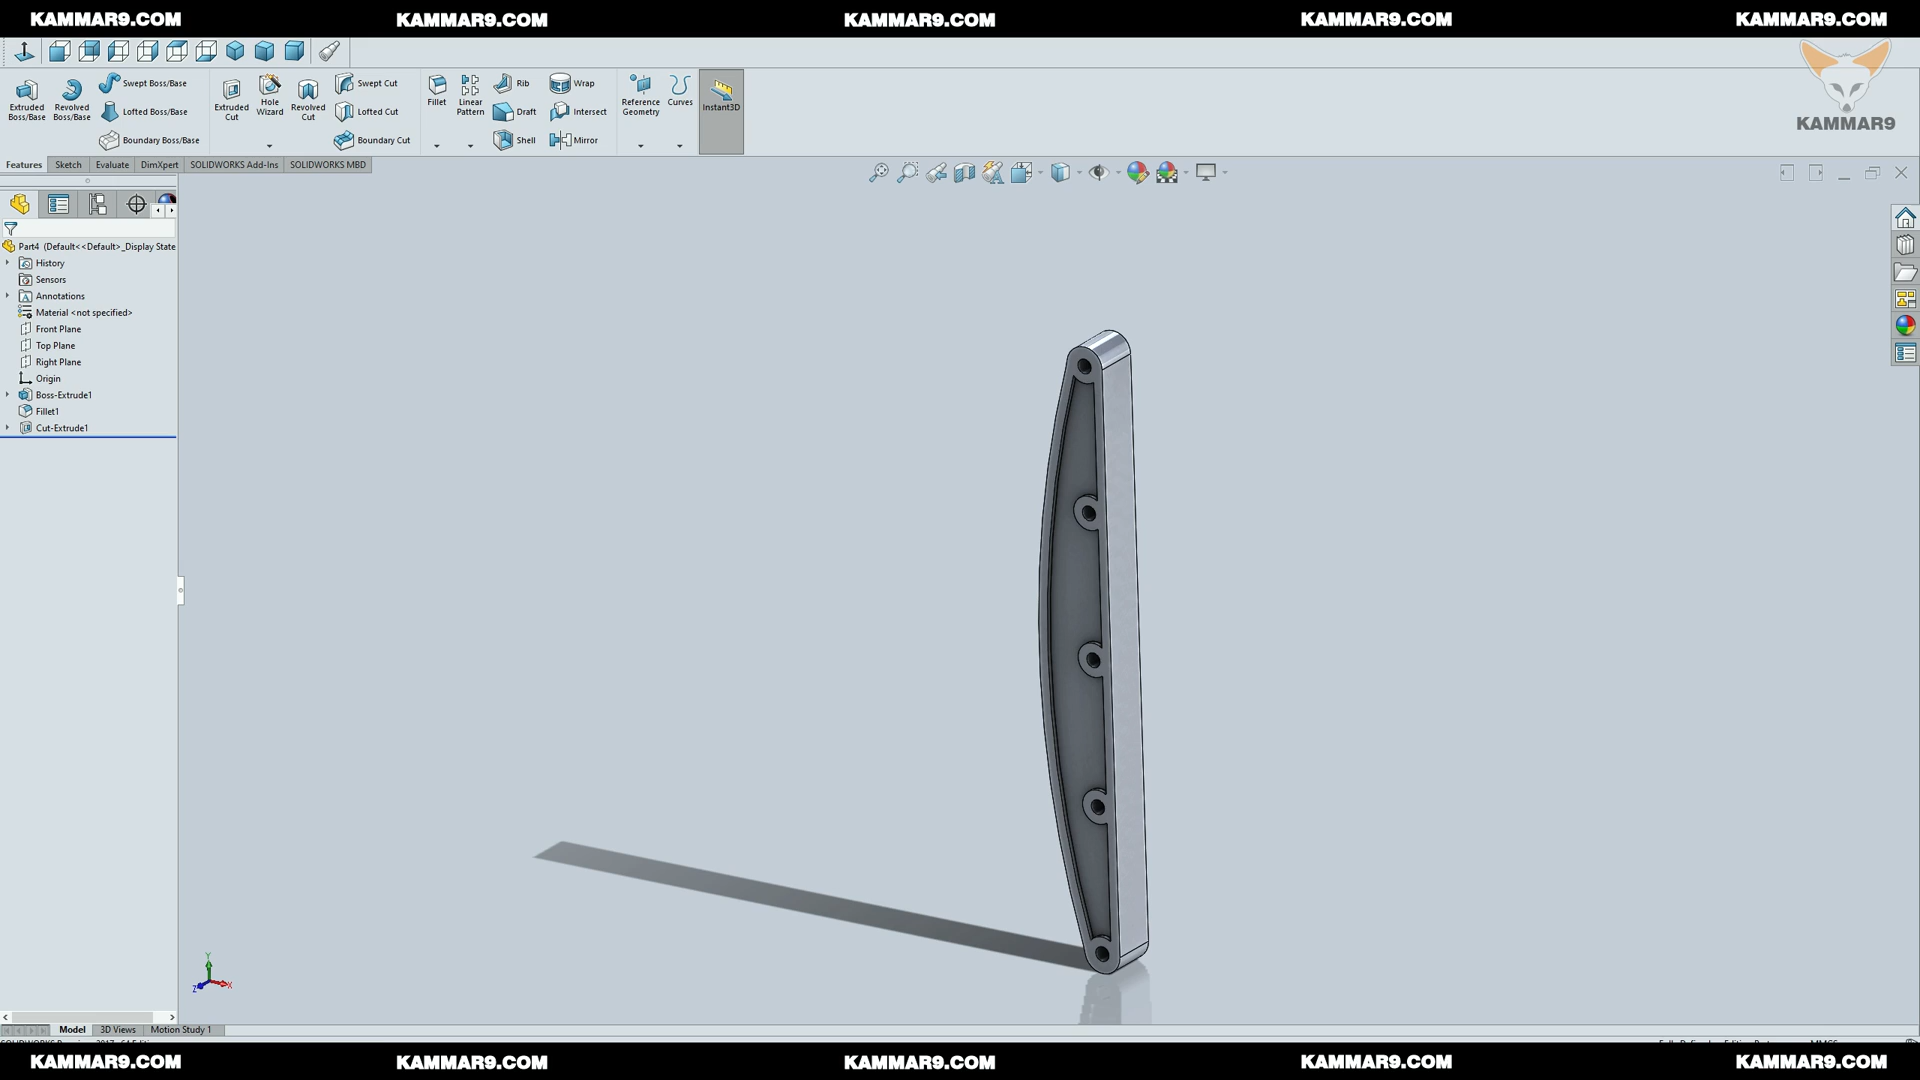 KAMMAR9.COM KAMMAR9.COM KAMMAR9.COM KAMMAR9.COM KAMMAR9.COM
KAMMAR9
Extruded Boss/Base
Revolved Boss/Base
Swept Boss/Base
Lofted Boss/Base
Boundary Boss/Base
Extruded Cut
Hole Wizard
Revolved Cut
Swept Cut
Lofted Cut
Boundary Cut
Fillet
Linear Pattern
Rib
Draft
Shell
Wrap
Intersect
Mirror
Reference Geometry
Curves
Instant3D
Features Sketch Evaluate DimXpert SOLIDWORKS Add-Ins SOLIDWORKS MBD
Part4 (Default<<Default>_Display State
History
Sensors
Annotations
Material <not specified>
Front Plane
Top Plane
Right Plane
Origin
Boss-Extrude1
Fillet1
Cut-Extrude1
Y
Z X
Model 3D Views Motion Study 1
KAMMAR9.COM KAMMAR9.COM KAMMAR9.COM KAMMAR9.COM KAMMAR9.COM